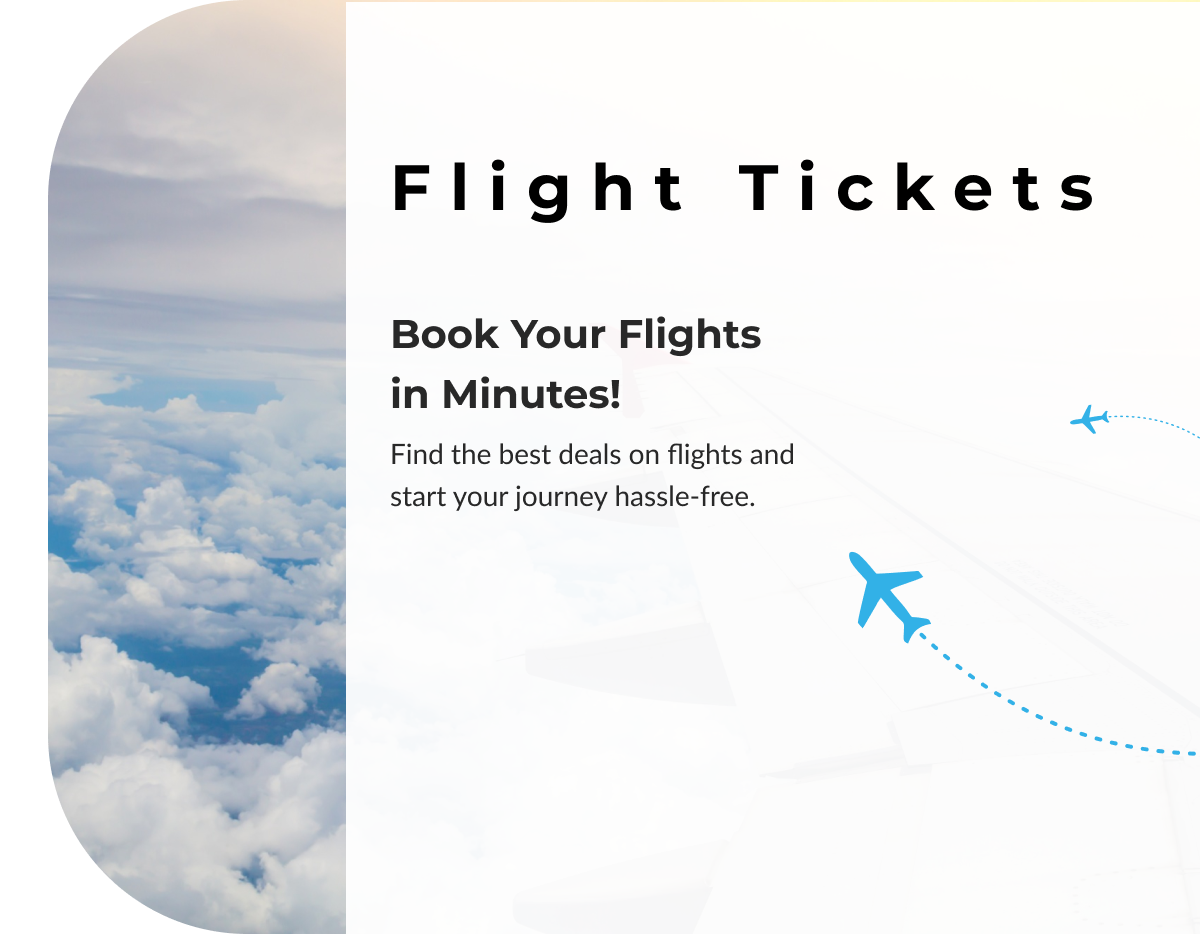 Flight Tickets
Book Your Flights
in Minutes!
Find the best deals on flights and
start your journey hassle-free.